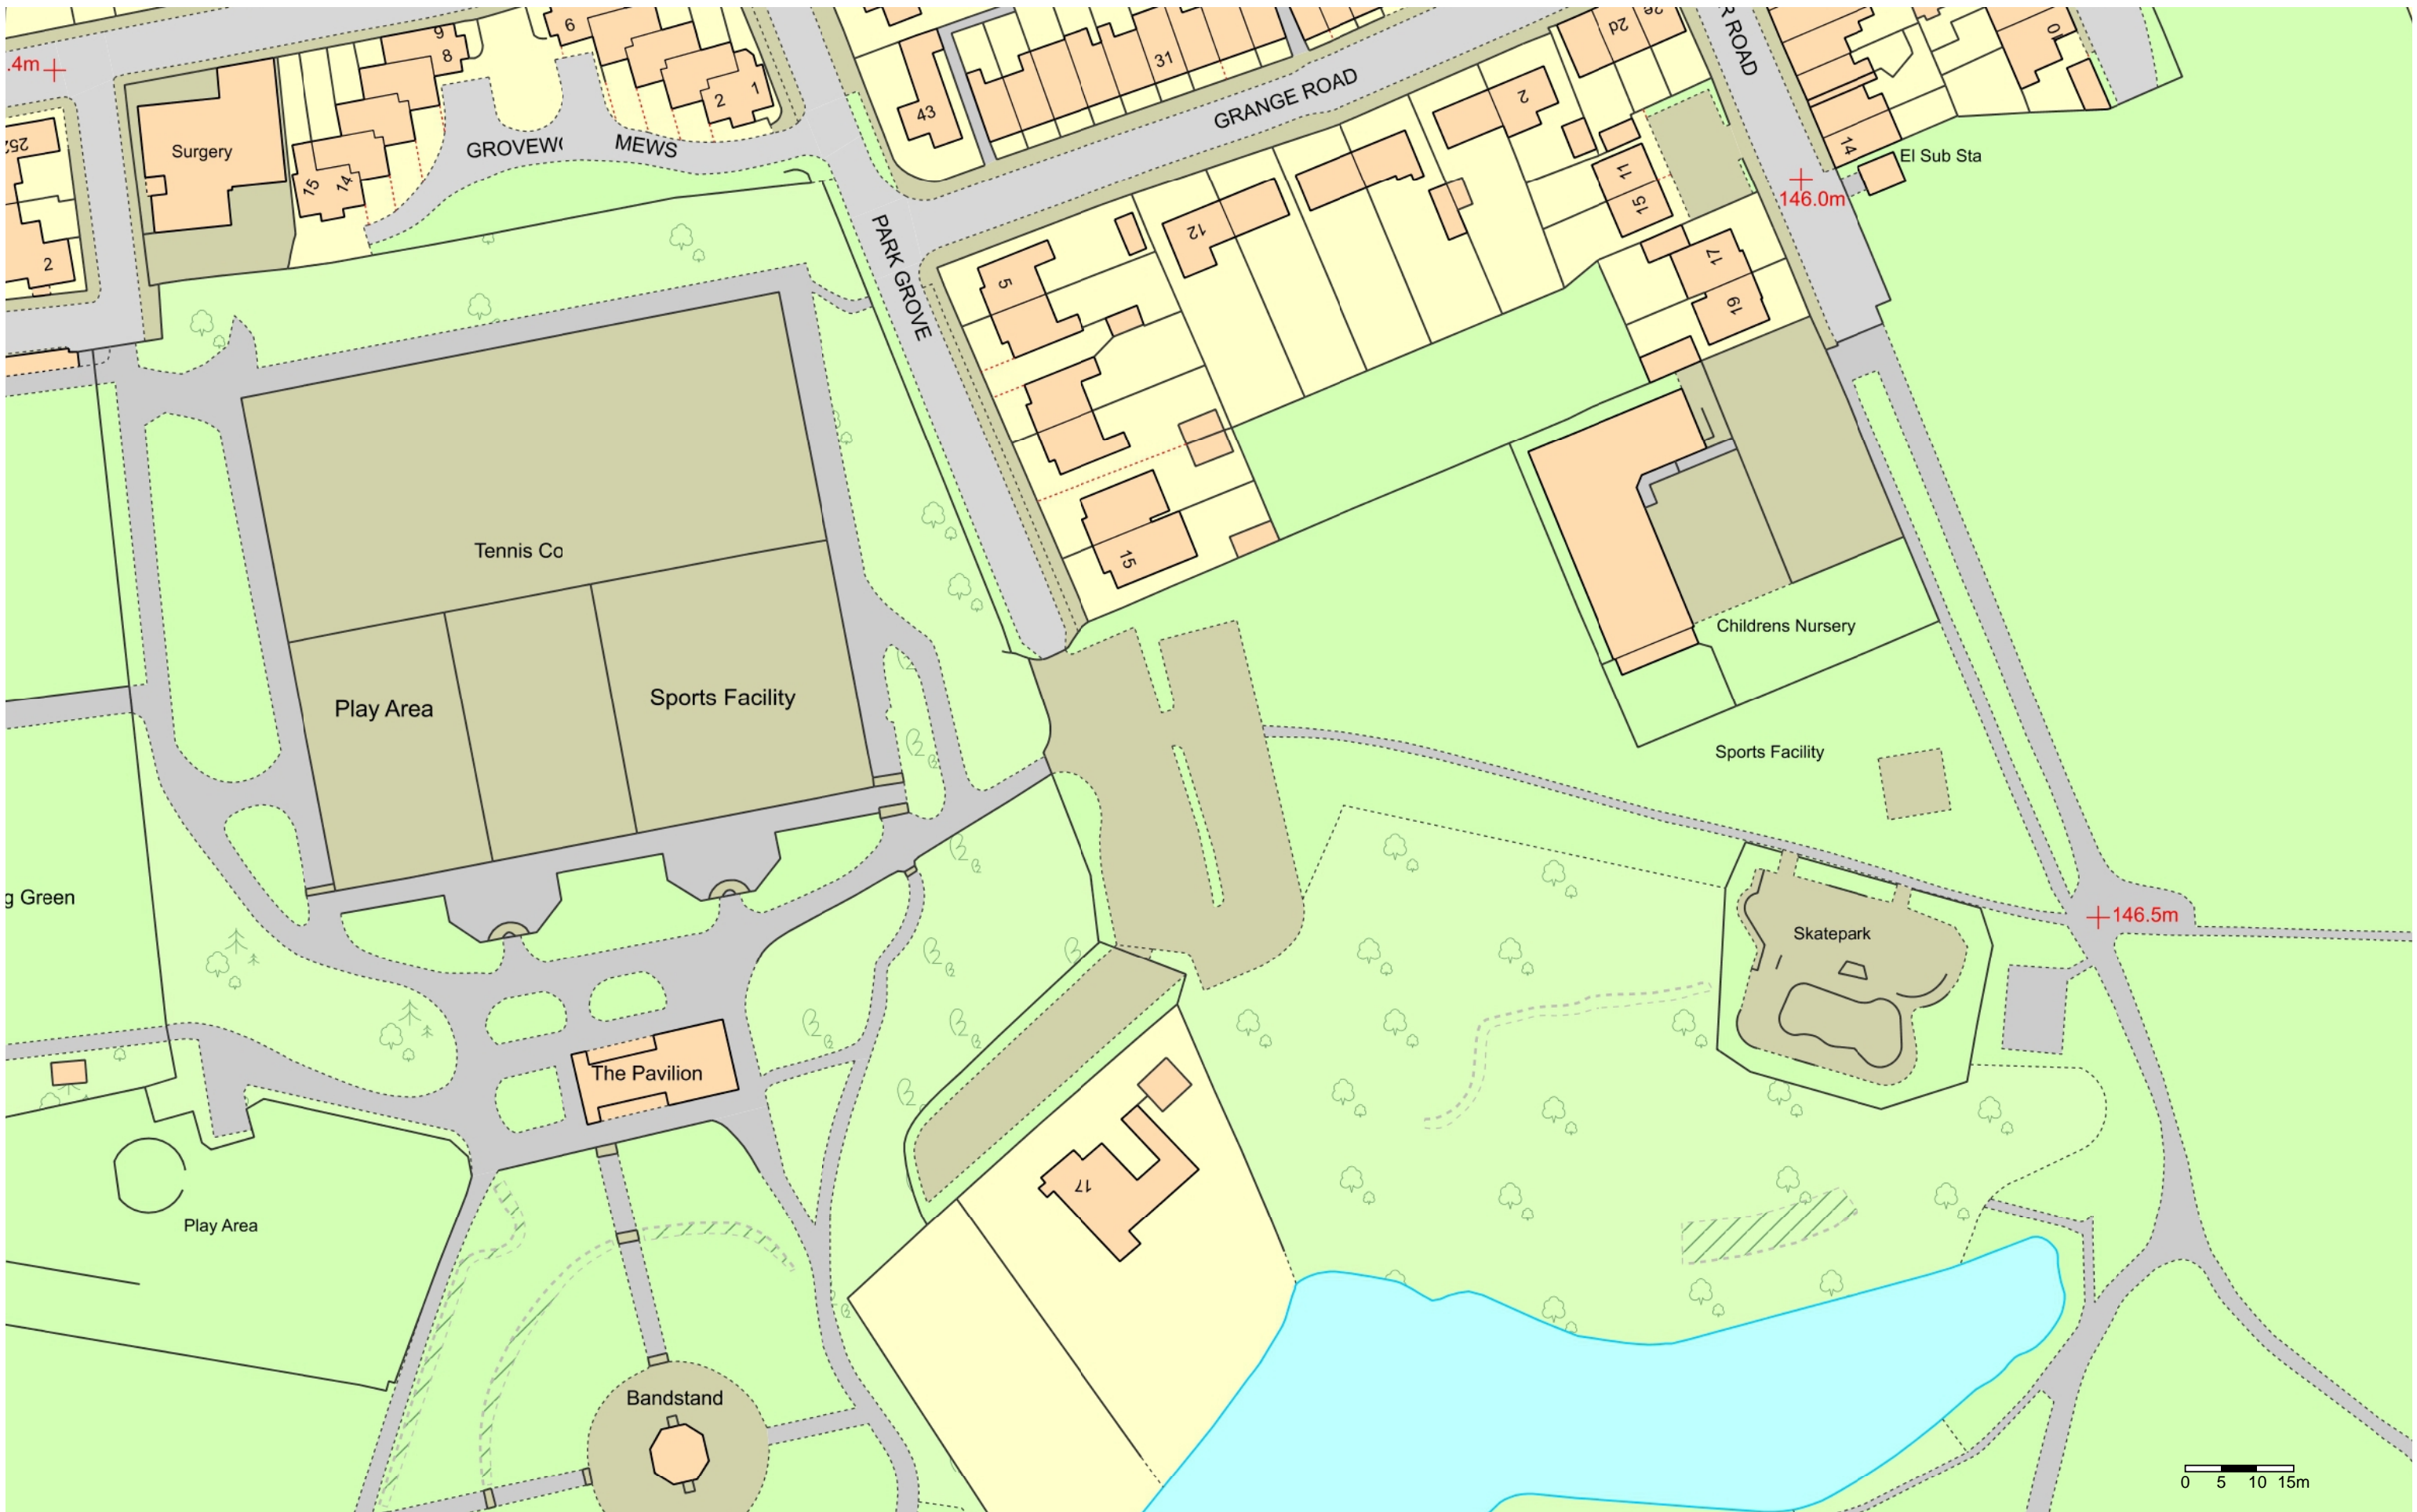 6
9
8
31
2d
R ROAD
10
.4m
2
1
43
GRANGE ROAD
2
Surgery
GROVEW
MEWS
14
El Sub Sta
252
15
14
11
15
146.0m
2
PARK GROVE
12
5
17
19
Tennis Co
15
Childrens Nursery
Play Area
Sports Facility
Sports Facility
g Green
146.5m
Skatepark
The Pavilion
17
Play Area
Bandstand
0 5 10 15m